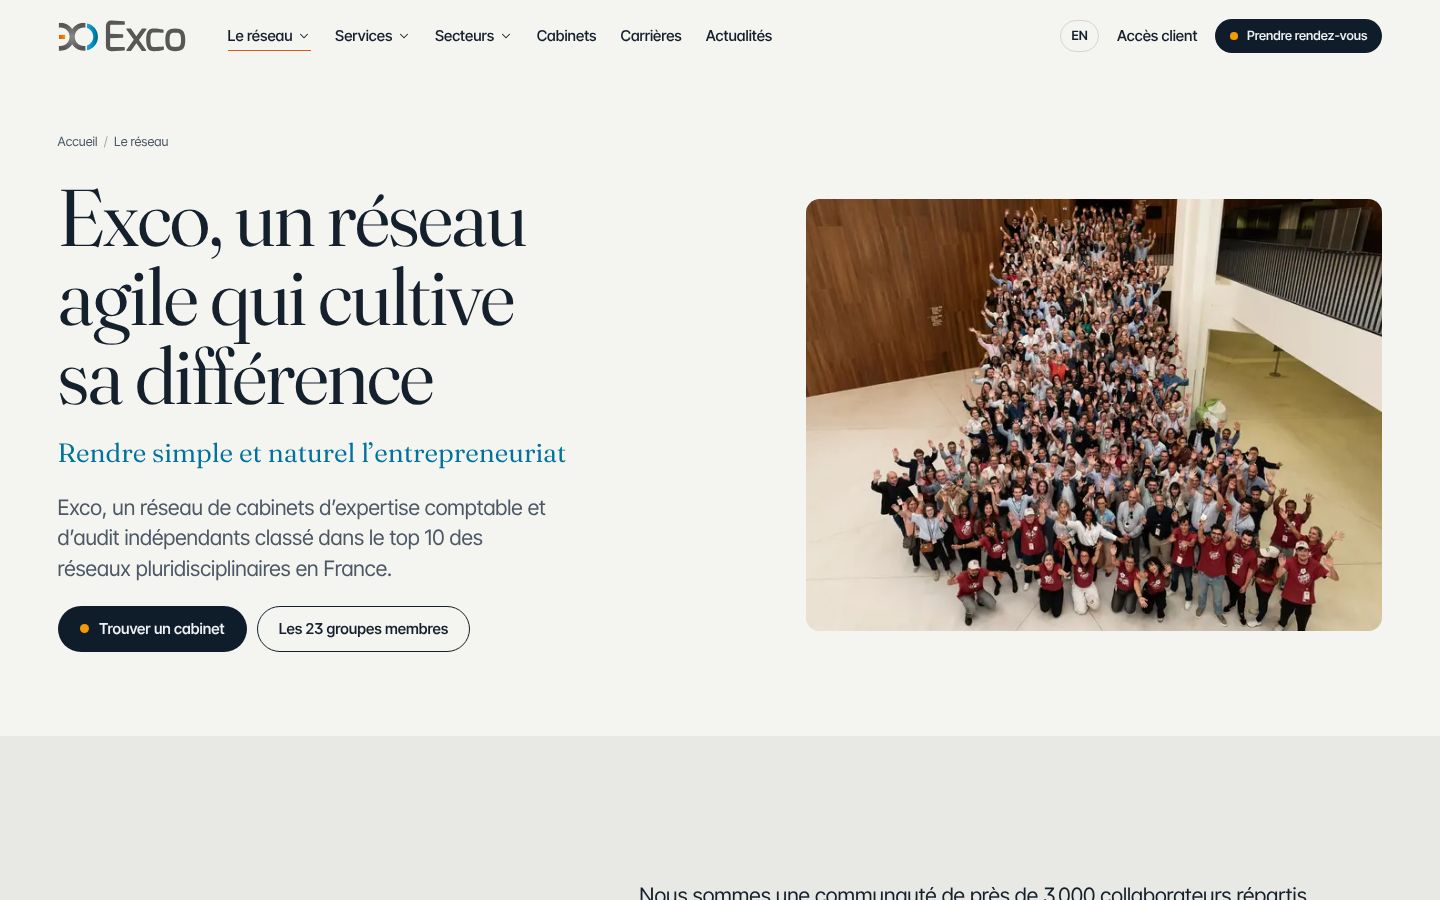 Exco
Le réseau
Services
Secteurs
Cabinets
Carrières
Actualités
EN
Accès client
Prendre rendez-vous
Accueil / Le réseau
Exco, un réseau
agile qui cultive
sa différence
Rendre simple et naturel l’entrepreneuriat
Exco, un réseau de cabinets d’expertise comptable et
d’audit indépendants classé dans le top 10 des
réseaux pluridisciplinaires en France.
Trouver un cabinet
Les 23 groupes membres
Nous sommes une communauté de près de 3 000 collaborateurs répartis